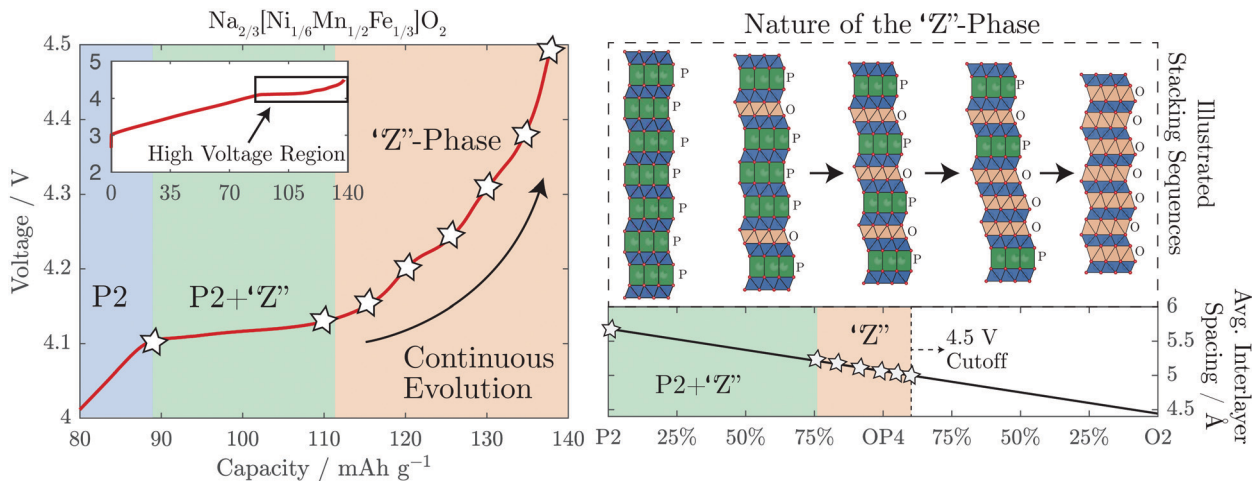 Na2/3[Ni1/6Mn1/2Fe1/3]O2
Voltage / V
4.5
4.4
4.3
4.2
4.1
4
5
4
3
2
0
35
70
105
140
High Voltage Region
P2
P2+‘Z’’
‘Z’’-Phase
Continuous
Evolution
80
90
100
110
120
130
140
Capacity / mAh g−1
Nature of the ‘Z’’-Phase
P
P
P
P
P
P
P
O
P
P
P
O
P
P
O
P
O
P
P
O
P
P
P
O
O
O
P
O
O
O
O
O
O
O
Illustrated
Stacking Sequences
‘Z’’
4.5 V
Cutoff
P2+‘Z’’
6
5.5
5
4.5
Avg. Interlayer
Spacing / Å
P2
25%
50%
75%
OP4
75%
50%
25%
O2